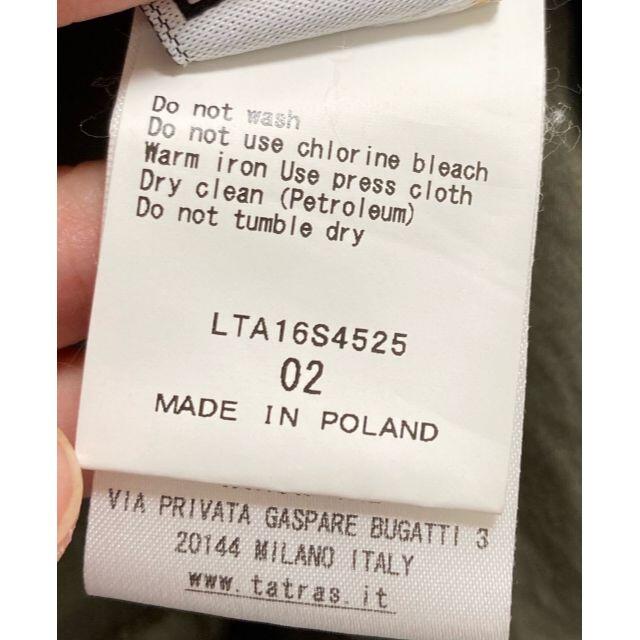 Do not wash
Do not use chlorine bleach
Warm iron Use press cloth
Dry clean (Petroleum)
Do not tumble dry
LTA16S4525
02
MADE IN POLAND
VIA PRIVATA GASPARE BUGATTI 3
20144 MILANO ITALY
www.tatras.it